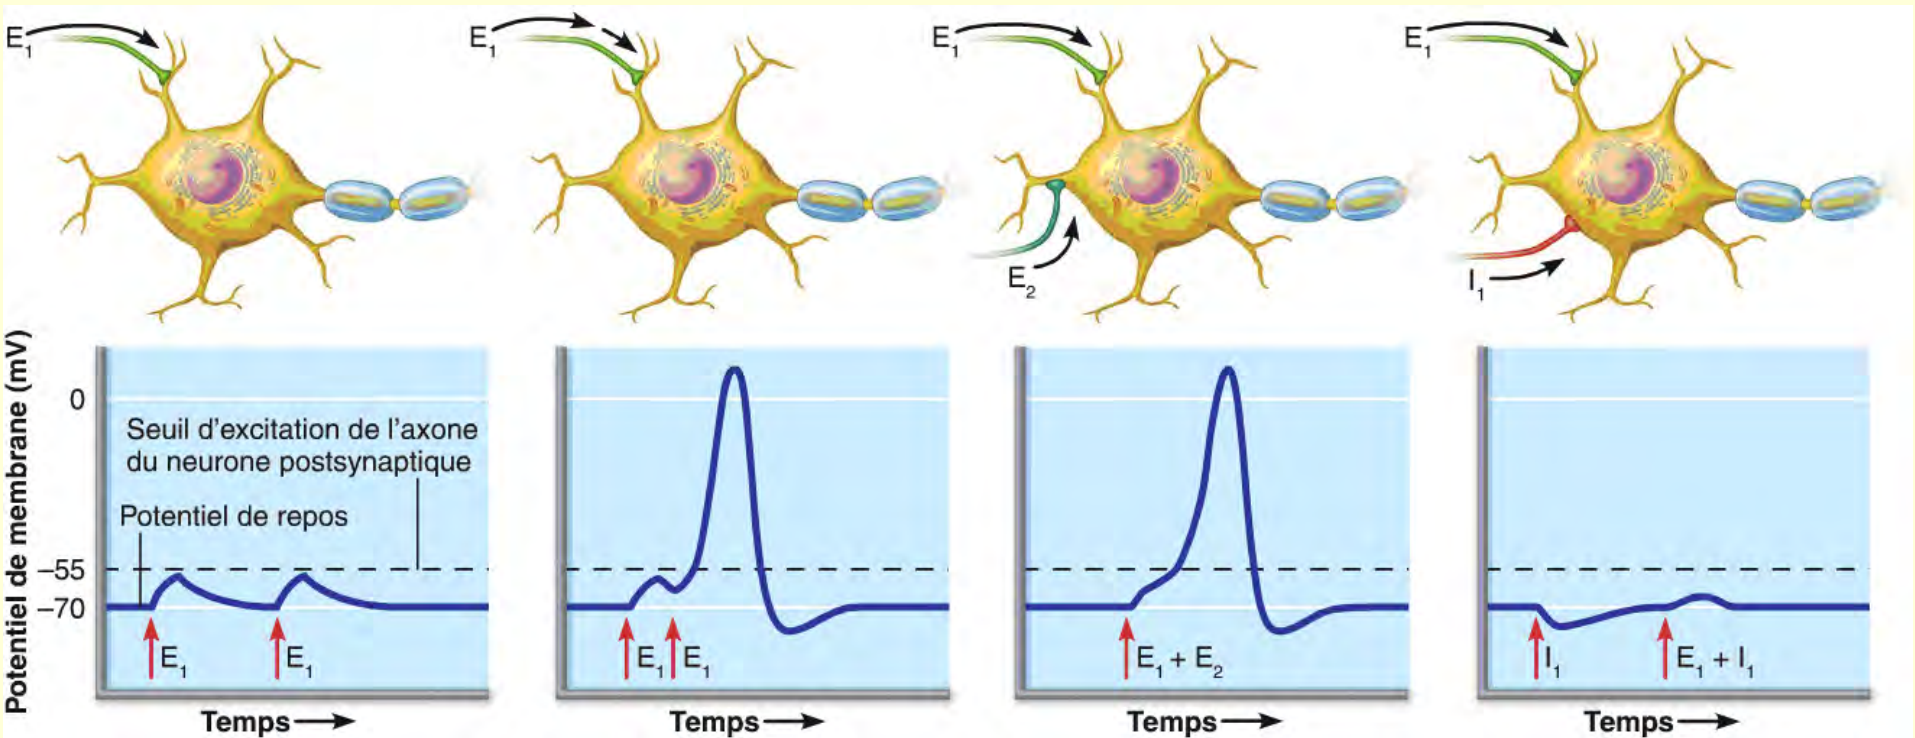 E1
E1
E1
E2
E1
I1
Potentiel de membrane (mV)
0
–55
–70
Seuil d'excitation de l'axone
du neurone postsynaptique
Potentiel de repos
E1
E1
Temps
E1
E1
Temps
E1 + E2
Temps
I1
E1 + I1
Temps